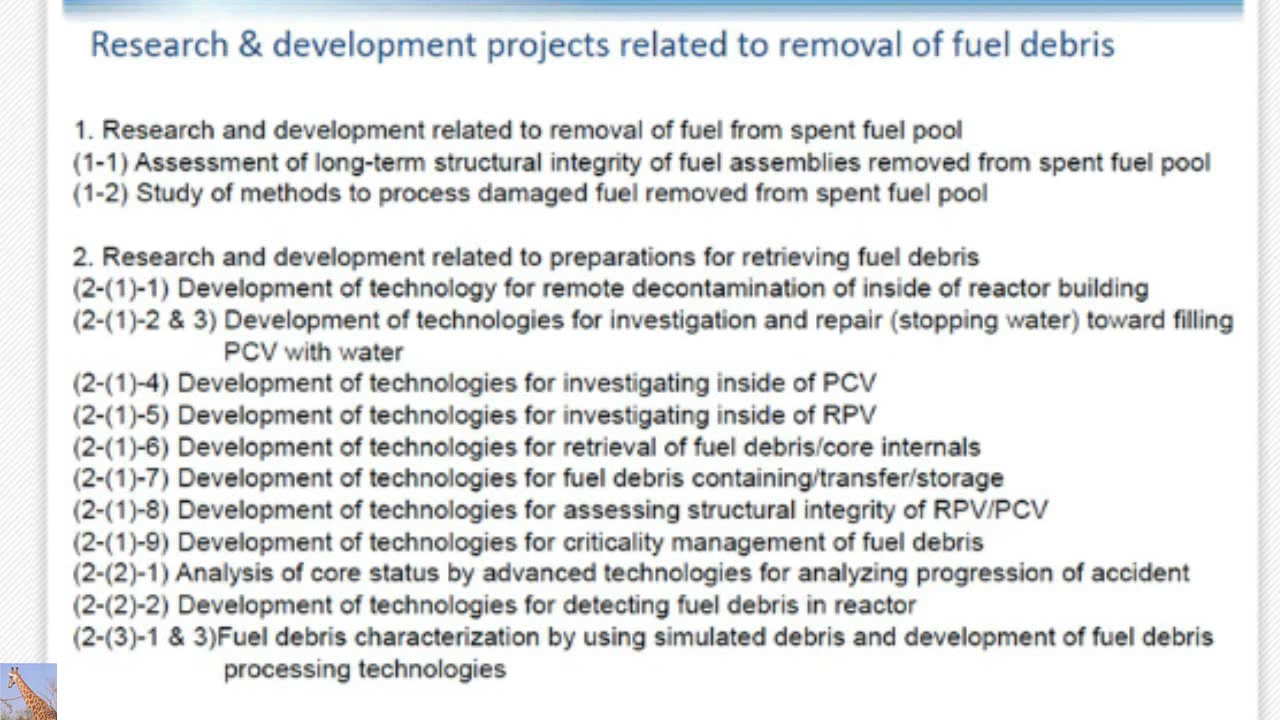 Research & development projects related to removal of fuel debris
1. Research and development related to removal of fuel from spent fuel pool
(1-1) Assessment of long-term structural integrity of fuel assemblies removed from spent fuel pool
(1-2) Study of methods to process damaged fuel removed from spent fuel pool
2. Research and development related to preparations for retrieving fuel debris
(2-(1)-1) Development of technology for remote decontamination of inside of reactor building
(2-(1)-2 & 3) Development of technologies for investigation and repair (stopping water) toward filling
PCV with water
(2-(1)-4) Development of technologies for investigating inside of PCV
(2-(1)-5) Development of technologies for investigating inside of RPV
(2-(1)-6) Development of technologies for retrieval of fuel debris/core internals
(2-(1)-7) Development of technologies for fuel debris containing/transfer/storage
(2-(1)-8) Development of technologies for assessing structural integrity of RPV/PCV
(2-(1)-9) Development of technologies for criticality management of fuel debris
(2-(2)-1) Analysis of core status by advanced technologies for analyzing progression of accident
(2-(2)-2) Development of technologies for detecting fuel debris in reactor
(2-(3)-1 & 3)Fuel debris characterization by using simulated debris and development of fuel debris
processing technologies